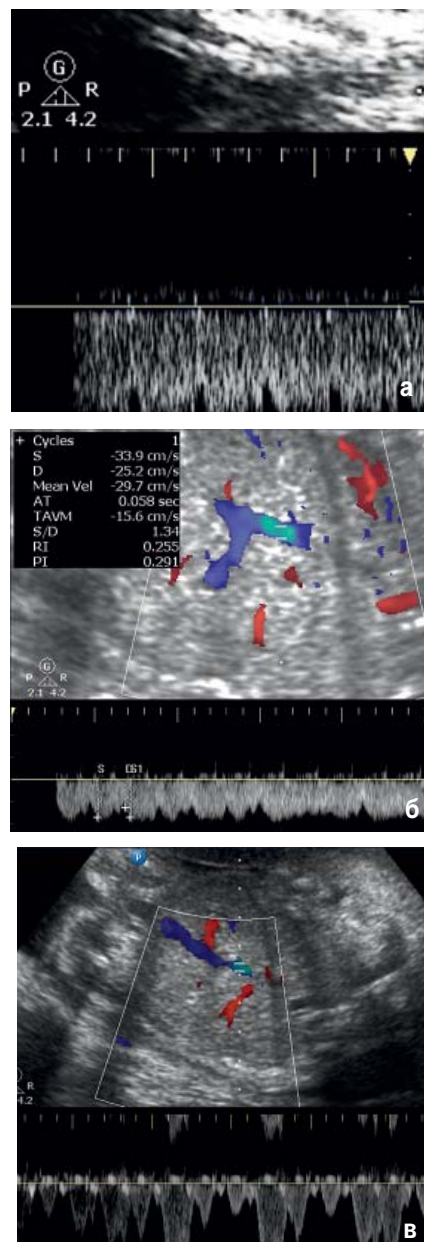 G
P R
2.1 4.2
а
+ Cycles 1
S -33.9 cm/s
D -25.2 cm/s
Mean Vel -29.7 cm/s
AT 0.058 sec
TAVM -15.6 cm/s
S/D 1.34
RI 0.255
PI 0.291
G
P R
2.1 4.2
S
б
P
R
4.2
в